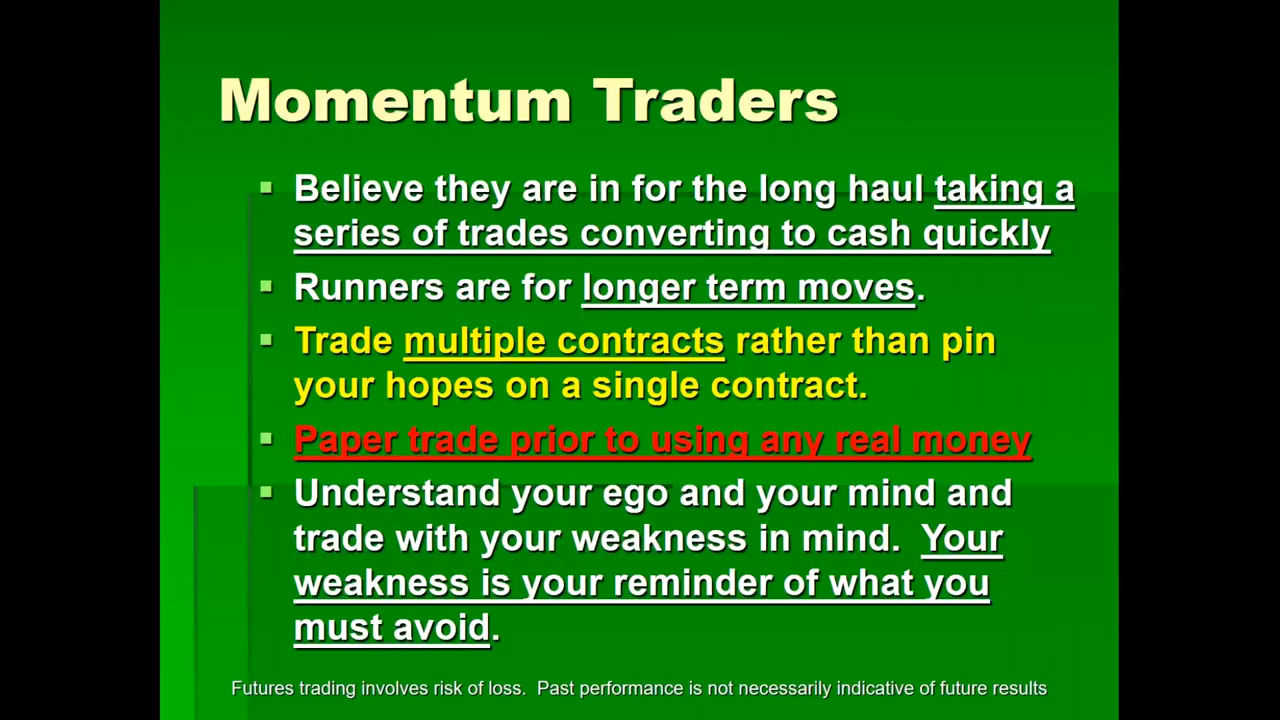 Momentum Traders
Believe they are in for the long haul taking a
series of trades converting to cash quickly
Runners are for longer term moves.
Trade multiple contracts rather than pin
your hopes on a single contract.
Paper trade prior to using any real money
Understand your ego and your mind and
trade with your weakness in mind.  Your
weakness is your reminder of what you
must avoid.
Futures trading involves risk of loss.  Past performance is not necessarily indicative of future results